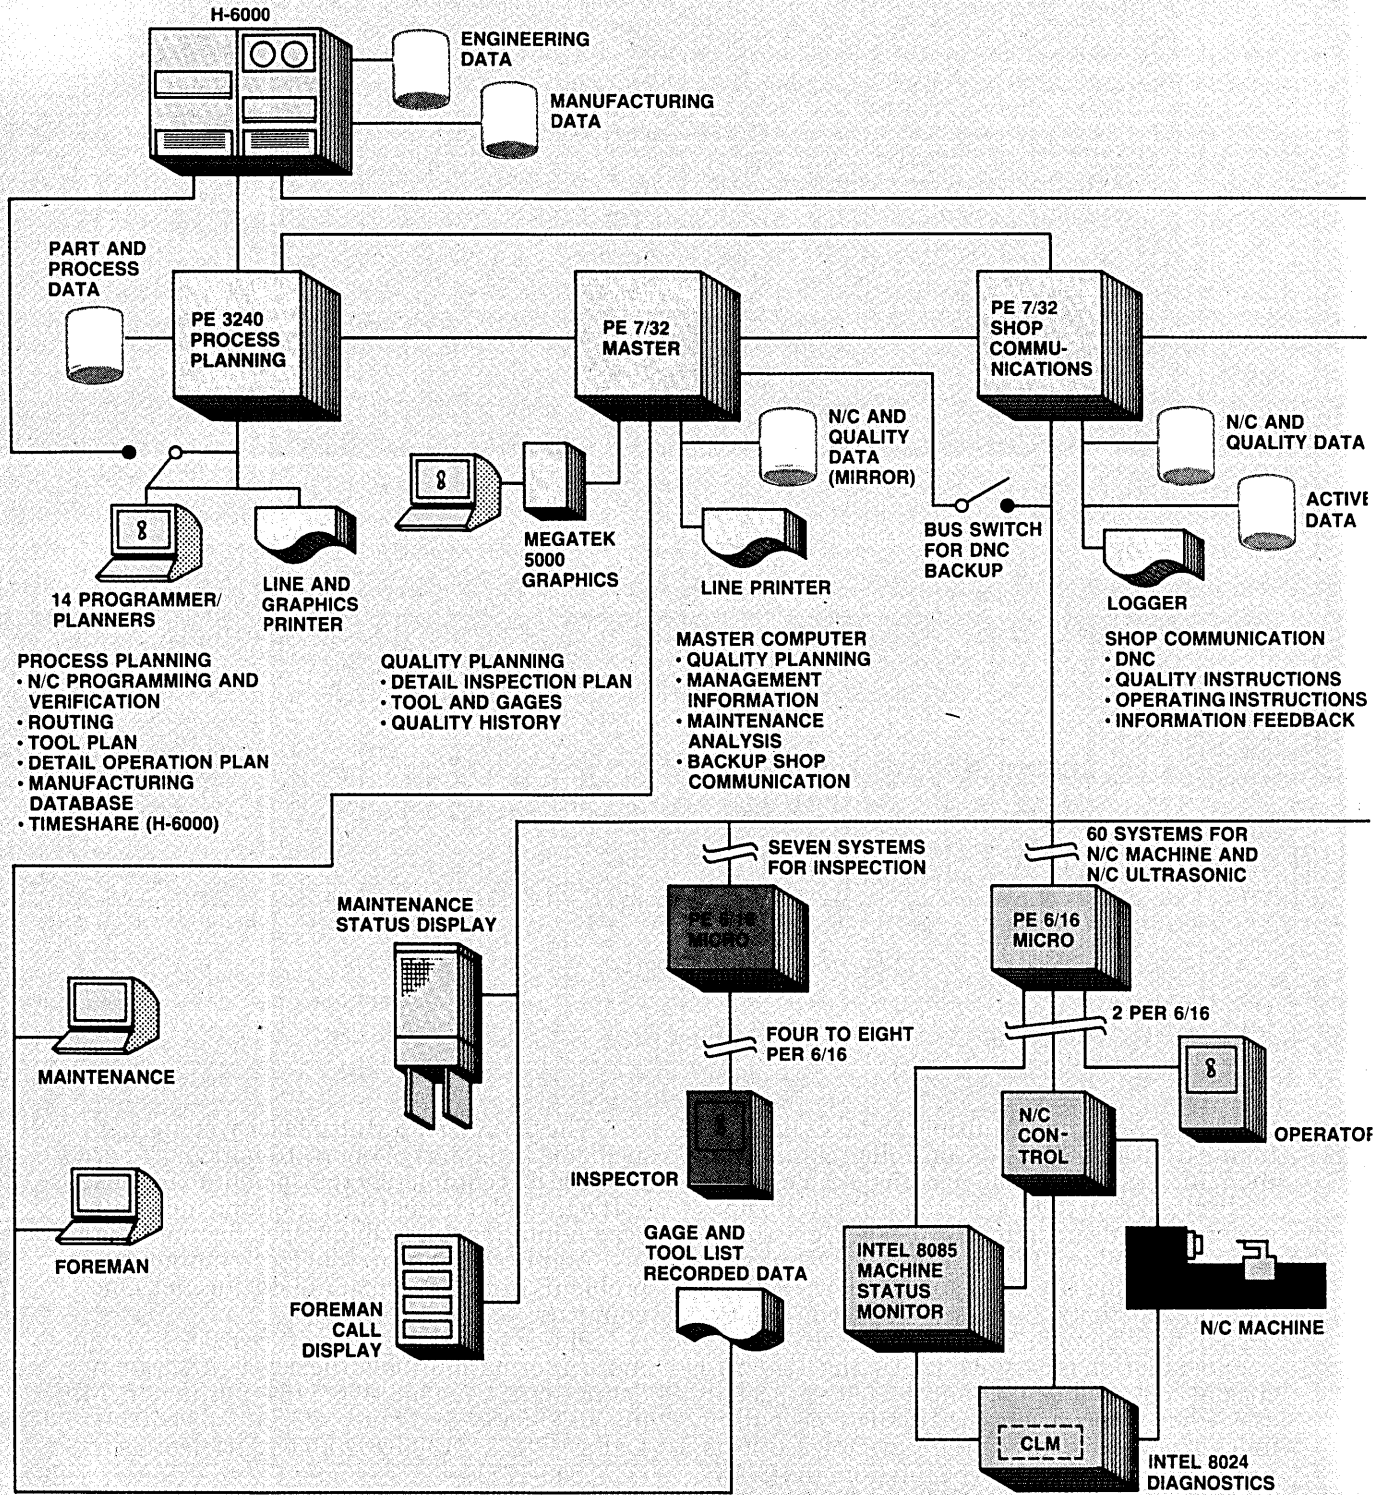 H-6000
ENGINEERING
DATA
MANUFACTURING
DATA
PART AND
PROCESS
DATA
PE 3240
PROCESS
PLANNING
PE 7/32
MASTER
PE 7/32
SHOP
COMMU-
NICATIONS
N/C AND
QUALITY
DATA
(MIRROR)
N/C AND
QUALITY DATA
ACTIVE
DATA
BUS SWITCH
FOR DNC
BACKUP
MEGATEK
5000
GRAPHICS
LINE PRINTER
LOGGER
14 PROGRAMMER/
PLANNERS
LINE AND
GRAPHICS
PRINTER
PROCESS PLANNING
• N/C PROGRAMMING AND
VERIFICATION
• ROUTING
• TOOL PLAN
• DETAIL OPERATION PLAN
• MANUFACTURING
DATABASE
• TIMESHARE (H-6000)
QUALITY PLANNING
• DETAIL INSPECTION PLAN
• TOOL AND GAGES
• QUALITY HISTORY
MASTER COMPUTER
• QUALITY PLANNING
• MANAGEMENT
INFORMATION
• MAINTENANCE
ANALYSIS
• BACKUP SHOP
COMMUNICATION
SHOP COMMUNICATION
• DNC
• QUALITY INSTRUCTIONS
• OPERATING INSTRUCTIONS
• INFORMATION FEEDBACK
SEVEN SYSTEMS
FOR INSPECTION
60 SYSTEMS FOR
N/C MACHINE AND
N/C ULTRASONIC
MAINTENANCE
STATUS DISPLAY
PE 6/16
MICRO
PE 6/16
MICRO
2 PER 6/16
FOUR TO EIGHT
PER 6/16
MAINTENANCE
N/C
CON-
TROL
OPERATOR
INSPECTOR
FOREMAN
GAGE AND
TOOL LIST
RECORDED DATA
INTEL 8085
MACHINE
STATUS
MONITOR
FOREMAN
CALL
DISPLAY
N/C MACHINE
CLM
INTEL 8024
DIAGNOSTICS